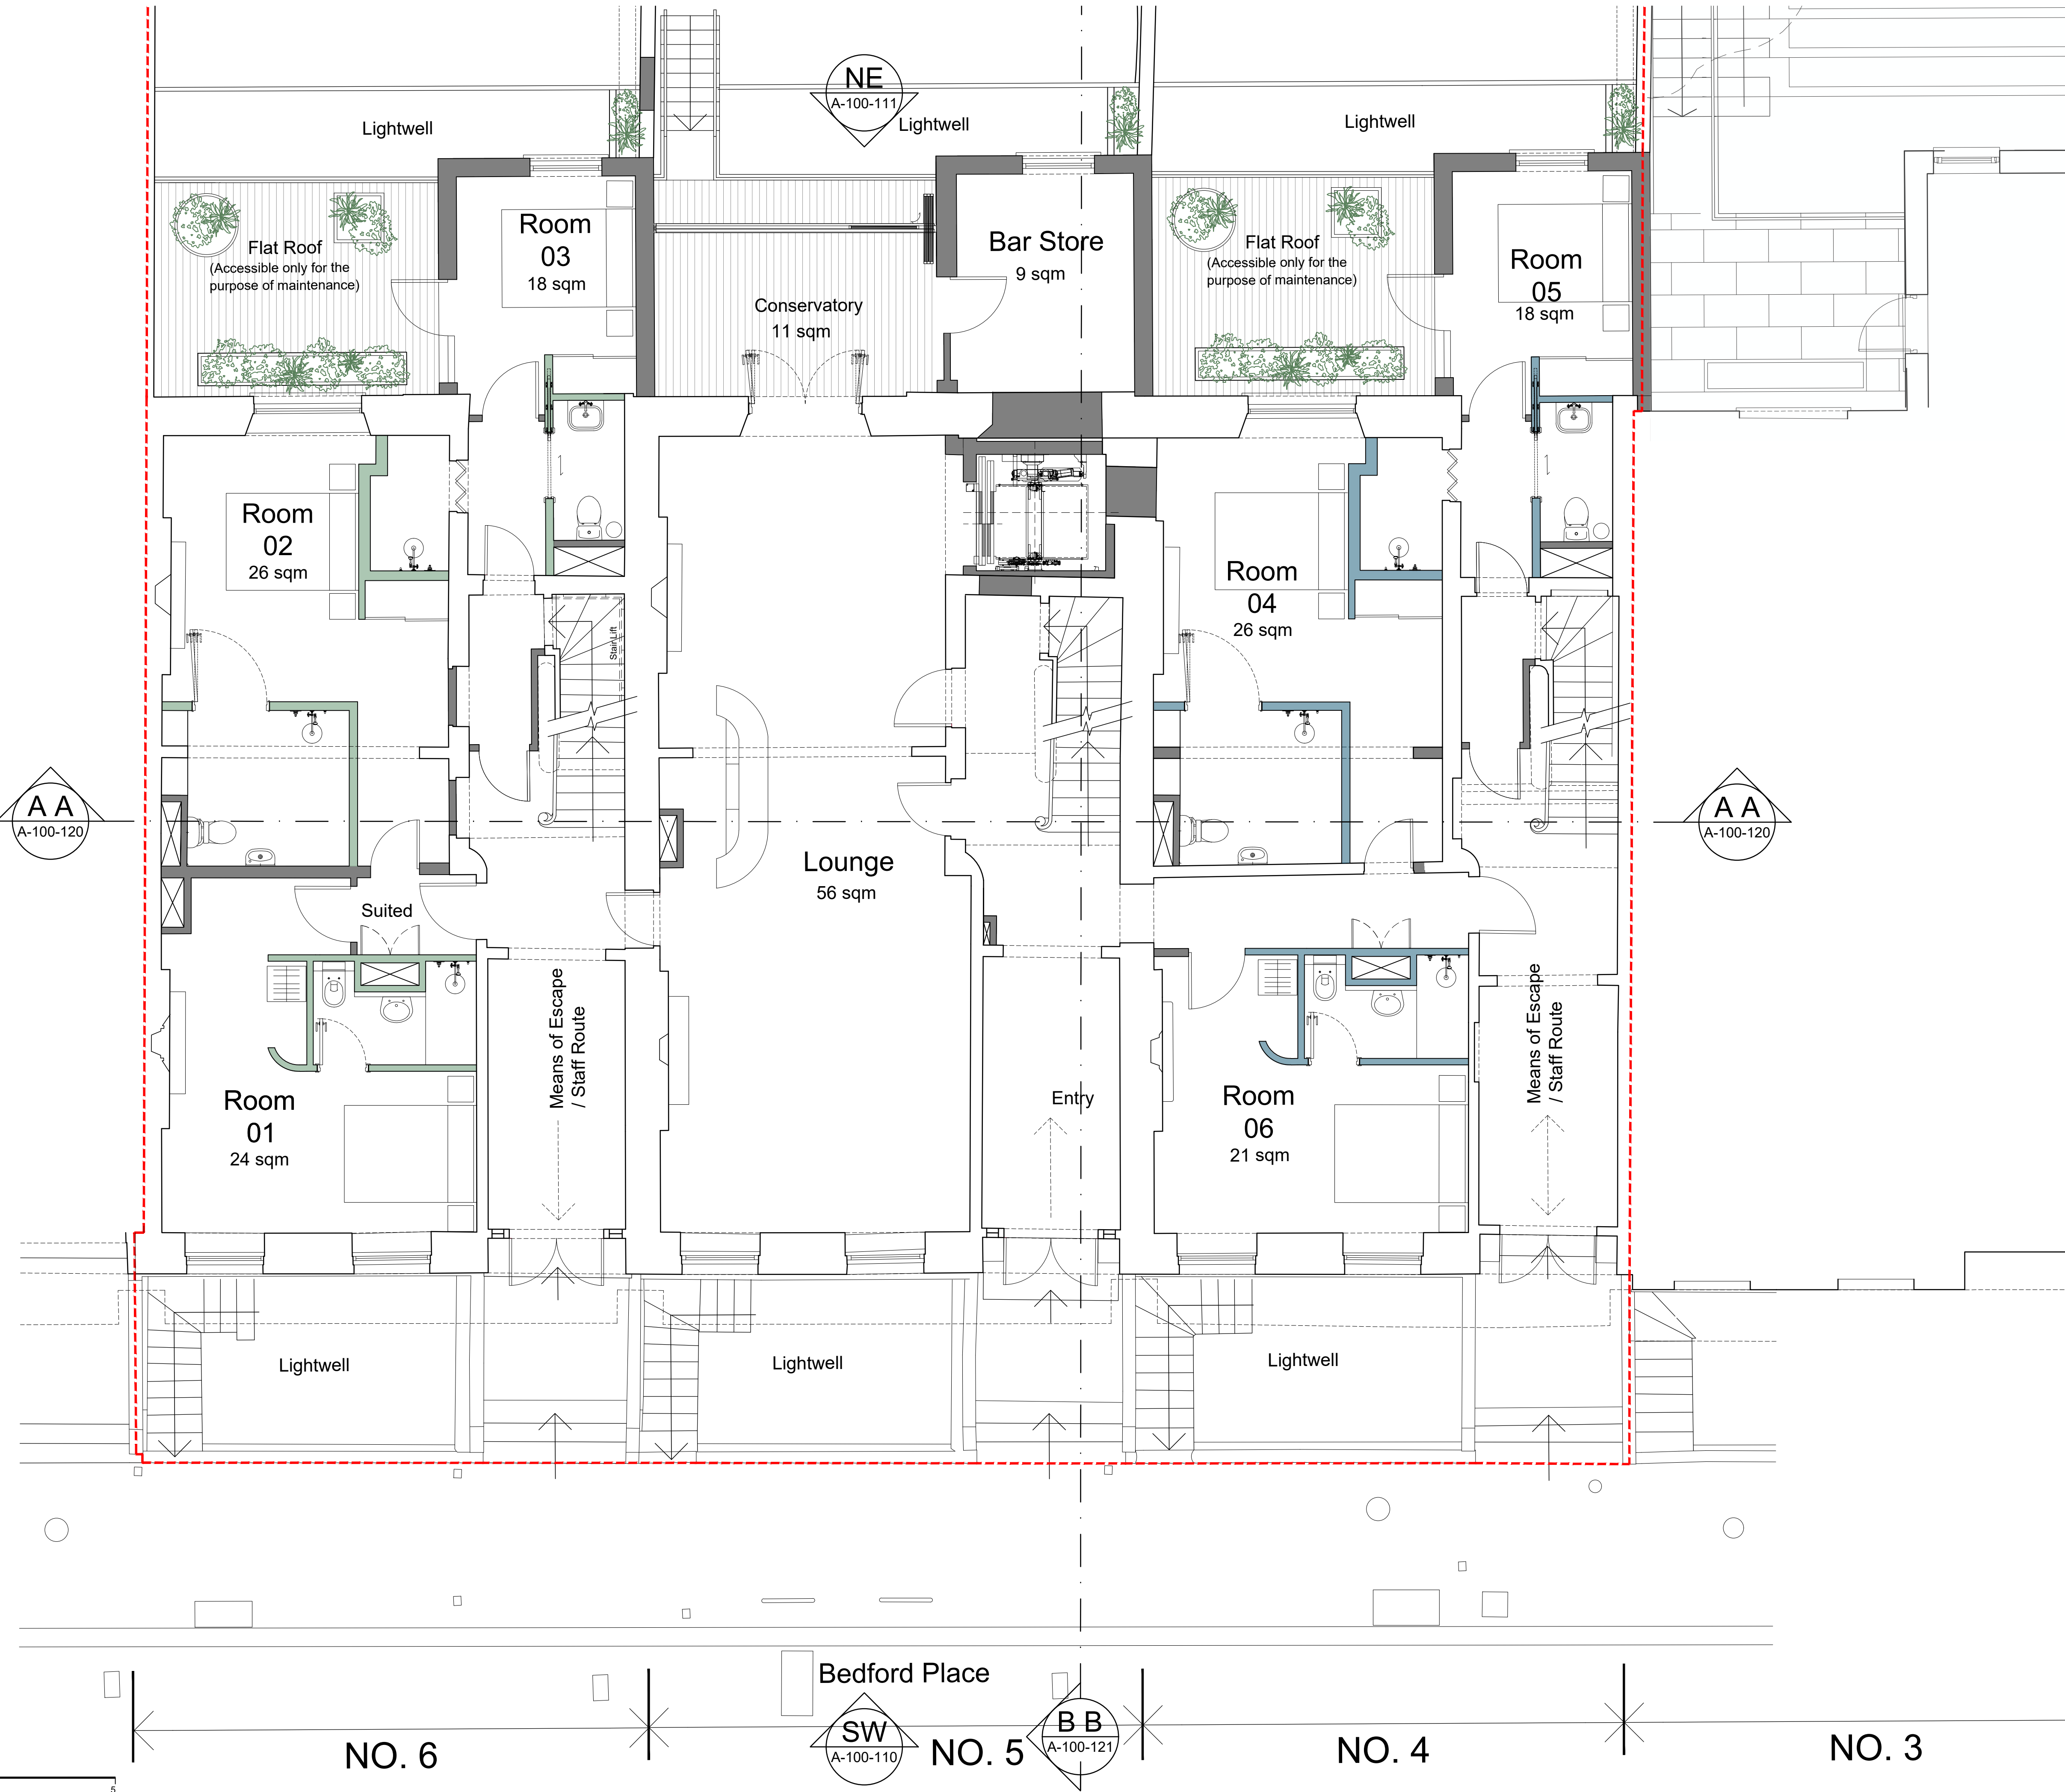 NE
A-100-111
Lightwell
Lightwell
Lightwell
Flat Roof
(Accessible only for the
purpose of maintenance)
Room
03
18 sqm
Conservatory
11 sqm
Bar Store
9 sqm
Flat Roof
(Accessible only for the
purpose of maintenance)
Room
05
18 sqm
Room
02
26 sqm
Room
04
26 sqm
Stair Lift
A A
A-100-120
A A
A-100-120
Lounge
56 sqm
Suited
Means of Escape
/ Staff Route
Means of Escape
/ Staff Route
Room
01
24 sqm
Entry
Room
06
21 sqm
Lightwell
Lightwell
Lightwell
Bedford Place
SW
A-100-110
B B
A-100-121
NO. 6
NO. 5
NO. 4
NO. 3
5